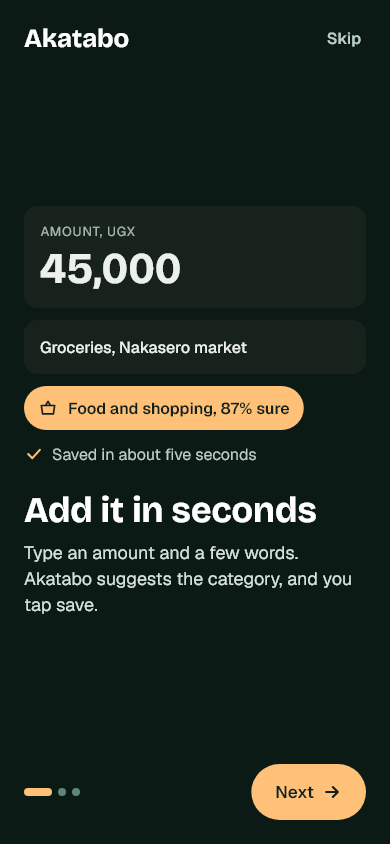 Akatabo
Skip
AMOUNT, UGX
45,000
Groceries, Nakasero market
Food and shopping, 87% sure
Saved in about five seconds
Add it in seconds
Type an amount and a few words.
Akatabo suggests the category, and you
tap save.
Next